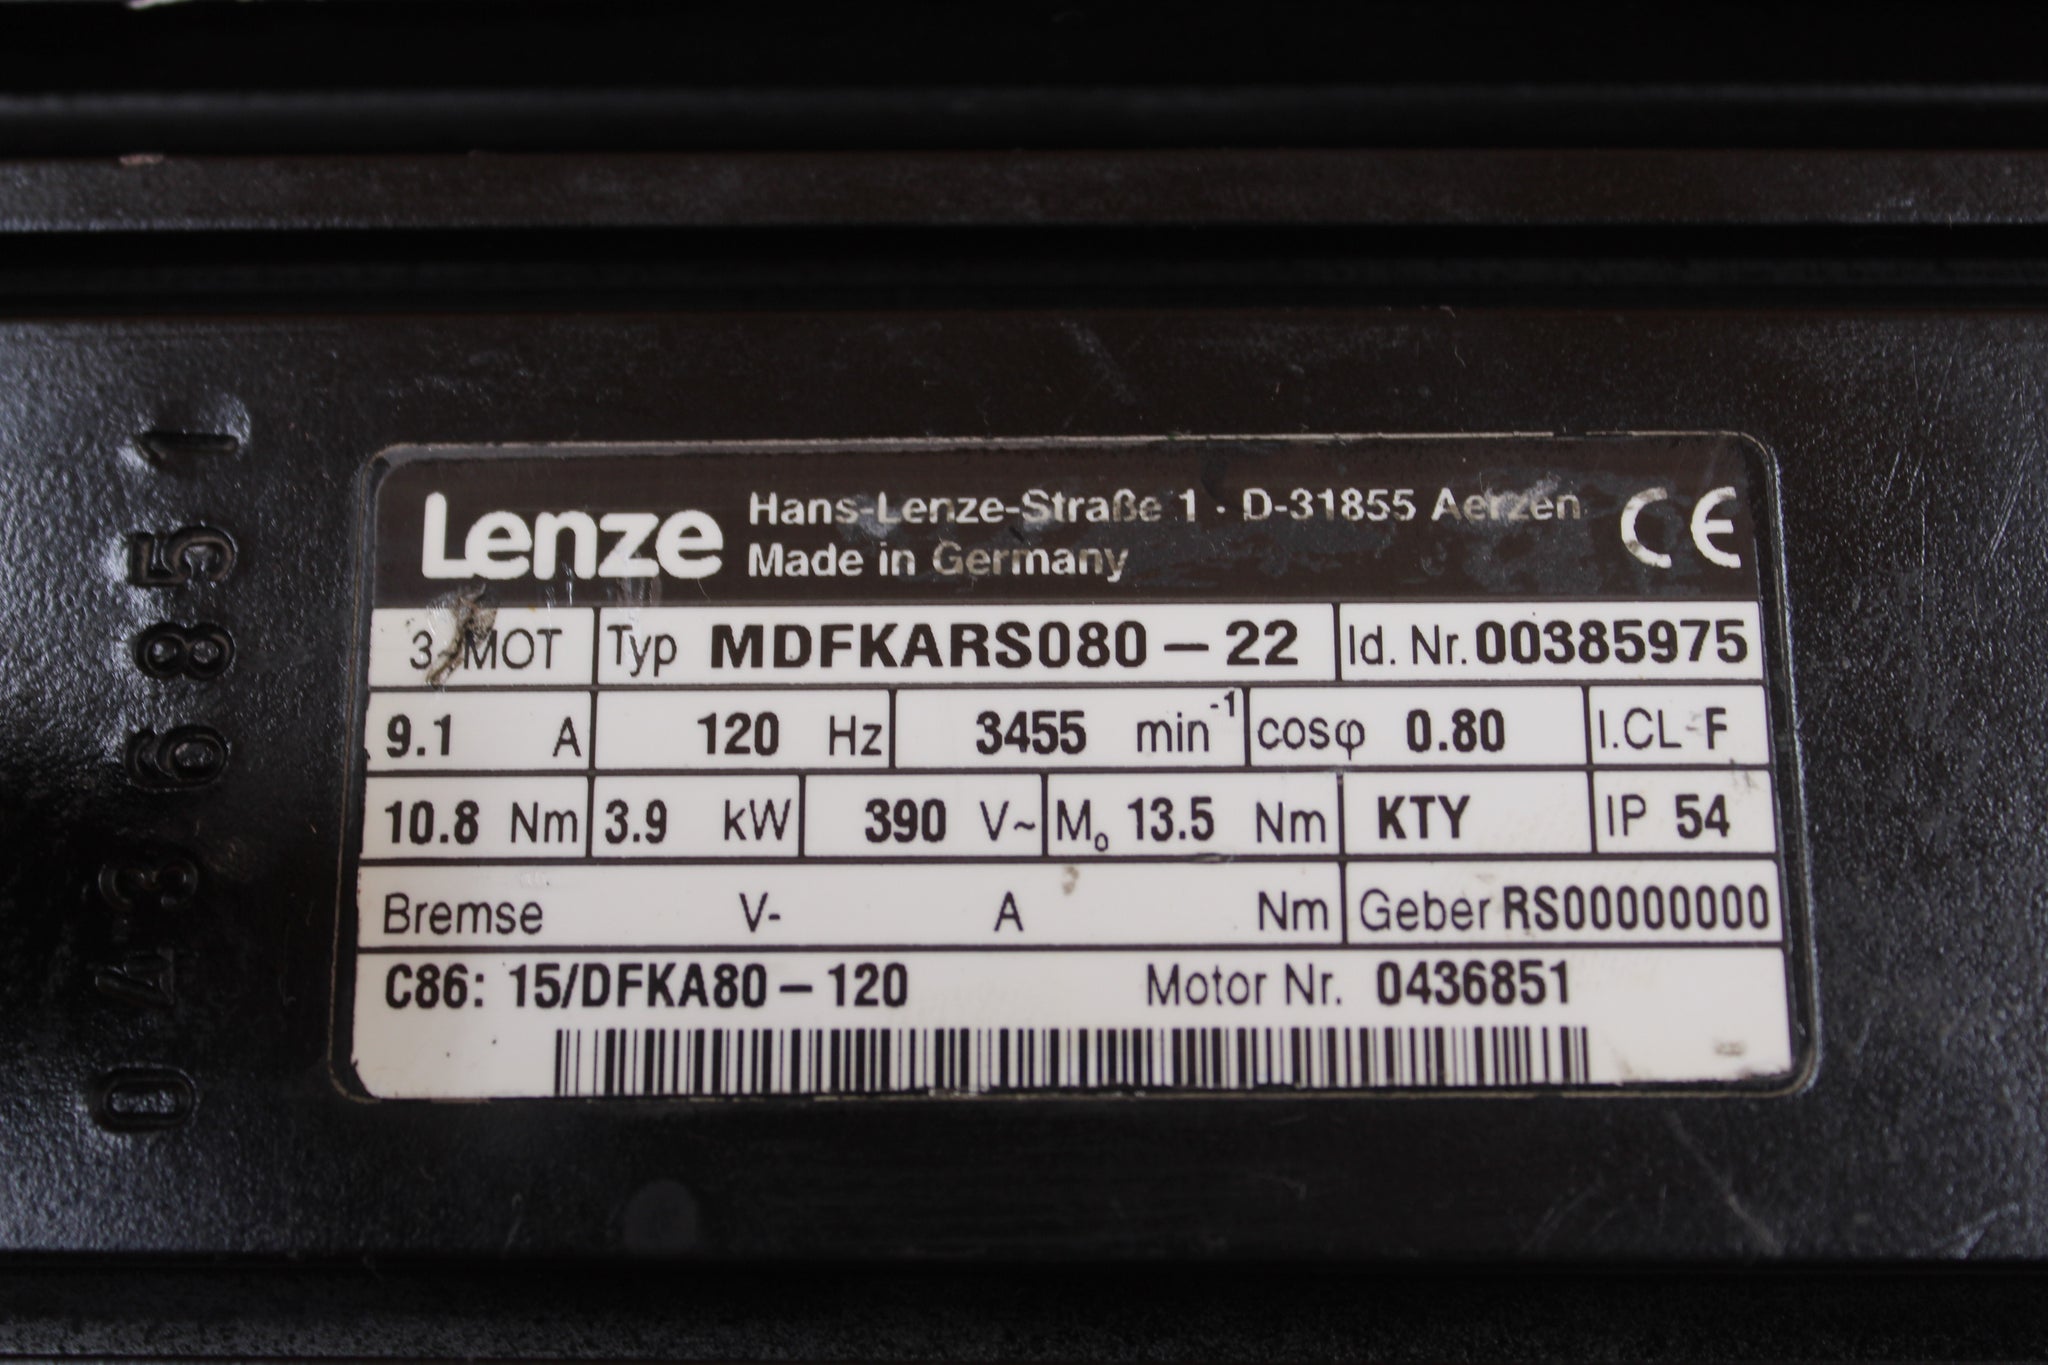 Lenze
Hans-Lenze-Straße 1 · D-31855 Aerzen
Made in Germany
CE
3~MOT Typ MDFKARS080-22 Id. Nr. 00385975
9.1 A 120 Hz 3455 min⁻¹ cosφ 0.80 I.CL-F
10.8 Nm 3.9 kW 390 V~ M₀ 13.5 Nm KTY IP 54
Bremse V- A Nm Geber RS00000000
C86: 15/DFKA80-120 Motor Nr. 0436851
0436851